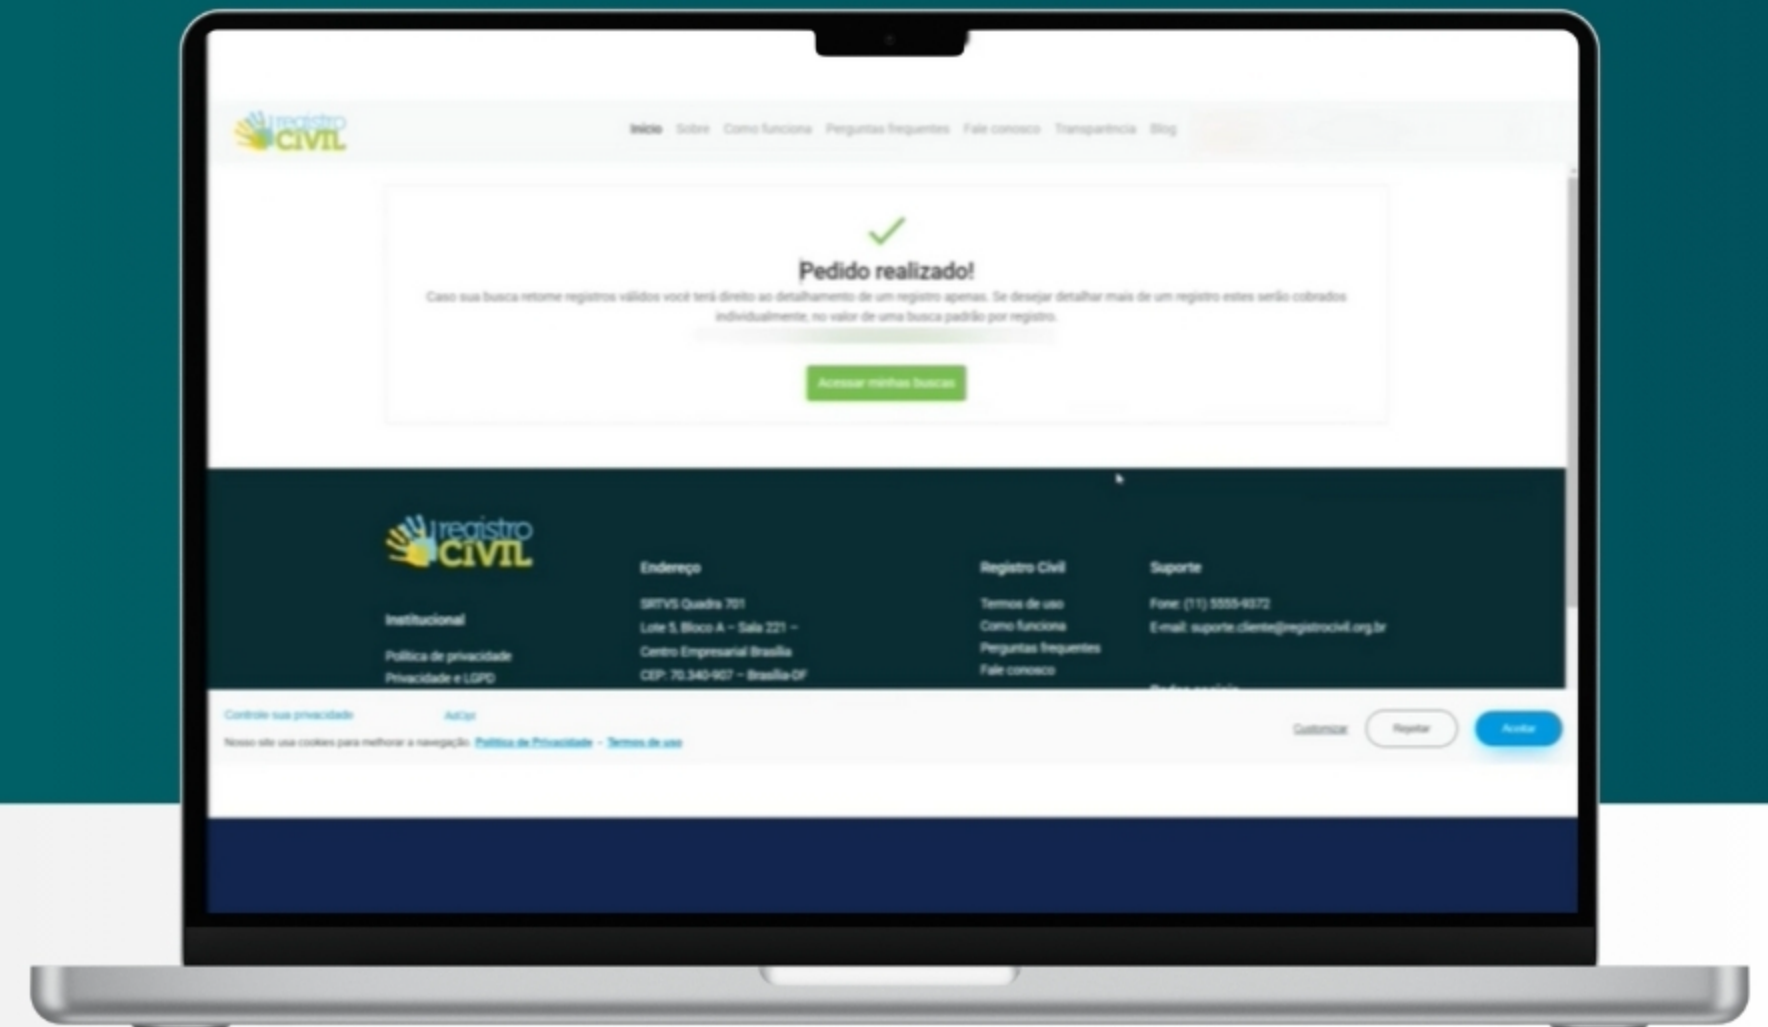 registro
CIVIL
Início Sobre Como funciona Perguntas frequentes Fale conosco Transparência Blog
Pedido realizado!
Caso sua busca retorne registros válidos você terá direito ao detalhamento de um registro apenas. Se desejar detalhar mais de um registro estes serão cobrados
individualmente, no valor de uma busca padrão por registro.
Acessar minhas buscas
registro
CIVIL
Institucional
Política de privacidade
Privacidade e LGPD
Endereço
SRTVS Quadra 701
Lote 5, Bloco A – Sala 221 –
Centro Empresarial Brasília
CEP: 70.340-907 – Brasília-DF
Registro Civil
Termos de uso
Como funciona
Perguntas frequentes
Fale conosco
Suporte
Fone: (11) 5555-9372
E-mail: suporte.cliente@registrocivil.org.br
Controle sua privacidade AdOpt
Nosso site usa cookies para melhorar a navegação. Política de Privacidade – Termos de uso
Customizar Rejeitar Aceitar